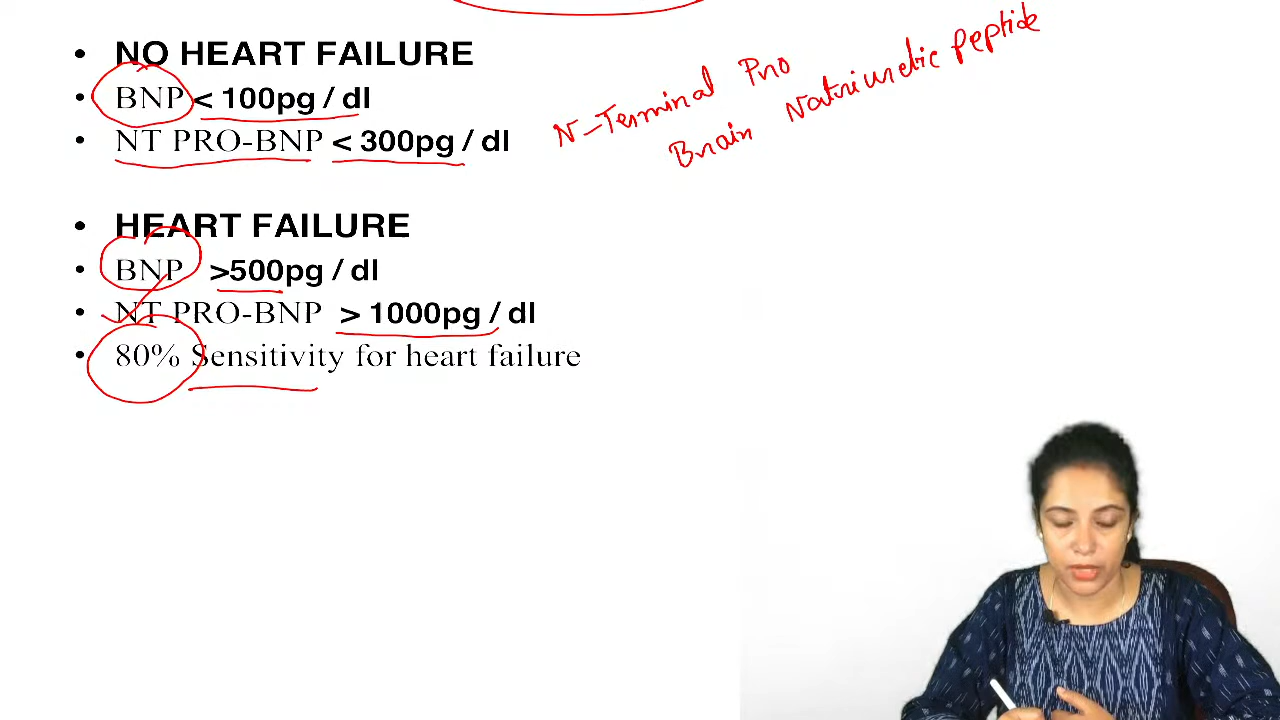 • NO HEART FAILURE
• BNP < 100pg / dl
• NT PRO-BNP < 300pg / dl
N-Terminal Pro
Brain Natriuretic Peptide
• HEART FAILURE
• BNP >500pg / dl
• NT PRO-BNP > 1000pg / dl
• 80% Sensitivity for heart failure